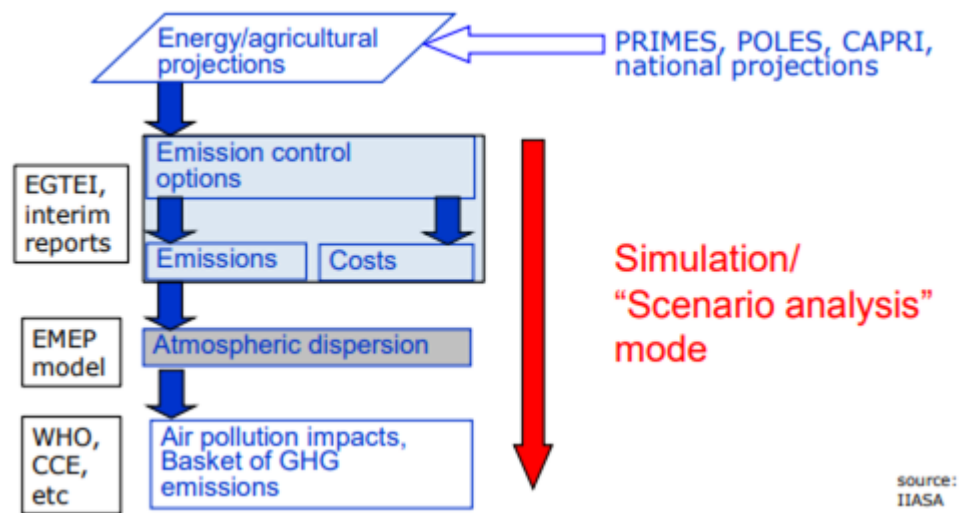 Energy/agricultural
projections
PRIMES, POLES, CAPRI,
national projections
Emission control
options
EGTEI,
interim
reports
Emissions
Costs
Simulation/
“Scenario analysis”
mode
EMEP
model
Atmospheric dispersion
WHO,
CCE,
etc
Air pollution impacts,
Basket of GHG
emissions
source:
IIASA